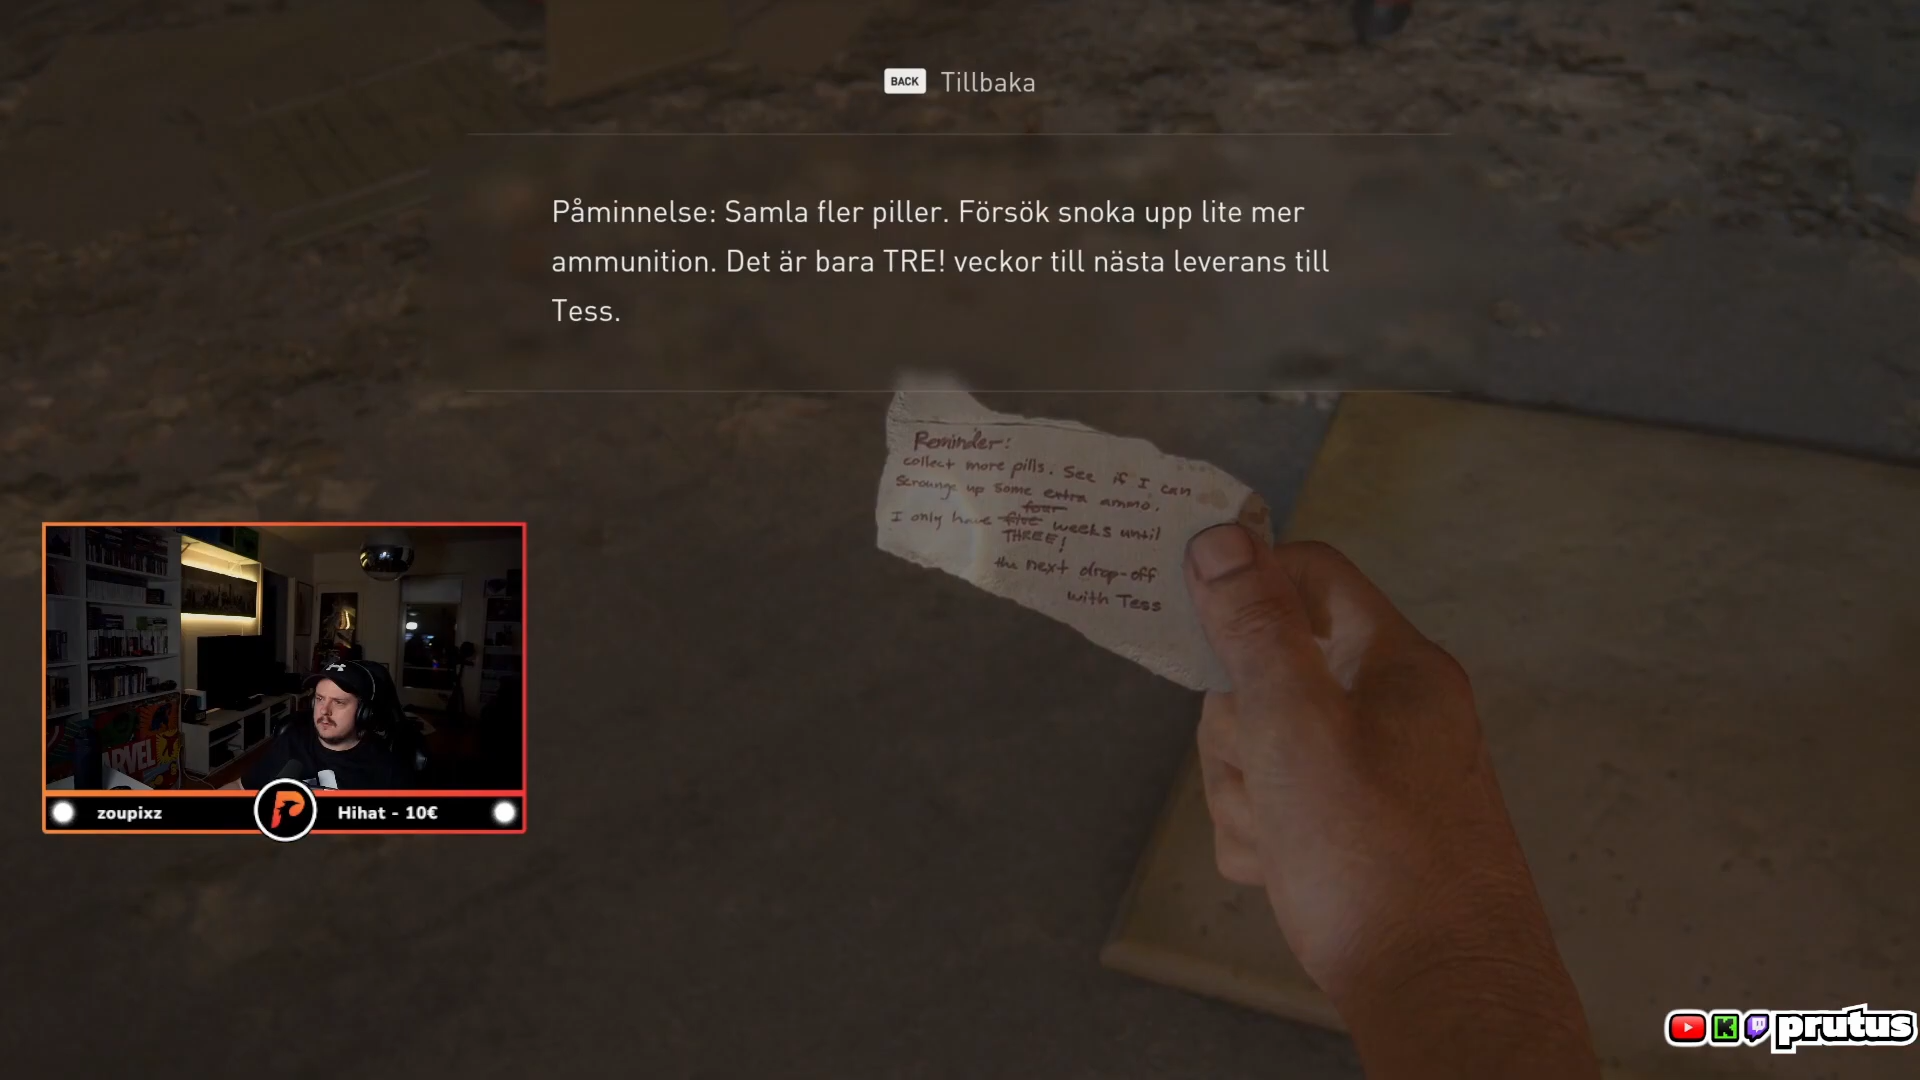 BACK Tillbaka
Påminnelse: Samla fler piller. Försök snoka upp lite mer
ammunition. Det är bara TRE! veckor till nästa leverans till
Tess.
Reminder:
collect more pills. See if I can
scrounge up some extra ammo.
four
I only have five weeks until
THREE!
the next drop-off
with Tess
MARVEL
zoupixz
Hihat - 10€
prutus